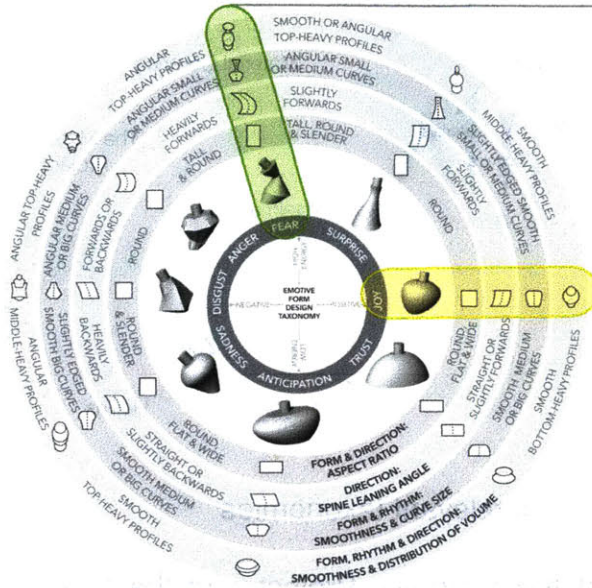 SMOOTH OR ANGULAR
TOP-HEAVY PROFILES
ANGULAR SMALL
OR MEDIUM CURVES
SLIGHTLY
FORWARDS
TALL, ROUND
& SLENDER
SMOOTH
MIDDLE-HEAVY PROFILES
SLIGHTLY EDGED SMOOTH
SMALL OR MEDIUM CURVES
SLIGHTLY
FORWARDS
ROUND
SMOOTH
BOTTOM-HEAVY PROFILES
SMOOTH MEDIUM
OR BIG CURVES
STRAIGHT OR
SLIGHTLY FORWARDS
ROUND,
FLAT & WIDE
FORM & DIRECTION:
ASPECT RATIO
DIRECTION:
SPINE LEANING ANGLE
FORM & RHYTHM:
SMOOTHNESS & CURVE SIZE
FORM, RHYTHM & DIRECTION:
SMOOTHNESS & DISTRIBUTION OF VOLUME
ROUND
FLAT & WIDE
STRAIGHT OR
SLIGHTLY BACKWARDS
SMOOTH MEDIUM
OR BIG CURVES
SMOOTH
TOP HEAVY PROFILES
ROUND
& SLENDER
HEAVILY
BACKWARDS
SLIGHTLY EDGED
SMOOTH BIG CURVES
ANGULAR
MIDDLE-HEAVY PROFILES
ROUND
FORWARDS OR
BACKWARDS
ANGULAR MEDIUM
OR BIG CURVES
ANGULAR TOP-HEAVY
PROFILES
TALL
& ROUND
HEAVILY
FORWARDS
ANGULAR SMALL
OR MEDIUM CURVES
ANGULAR
TOP-HEAVY PROFILES
FEAR
SURPRISE
JOY
TRUST
ANTICIPATION
SADNESS
DISGUST
ANGER
HIGH
ENERGY
EMOTIVE
FORM
DESIGN
TAXONOMY
NEGATIVE
POSITIVE
LOW